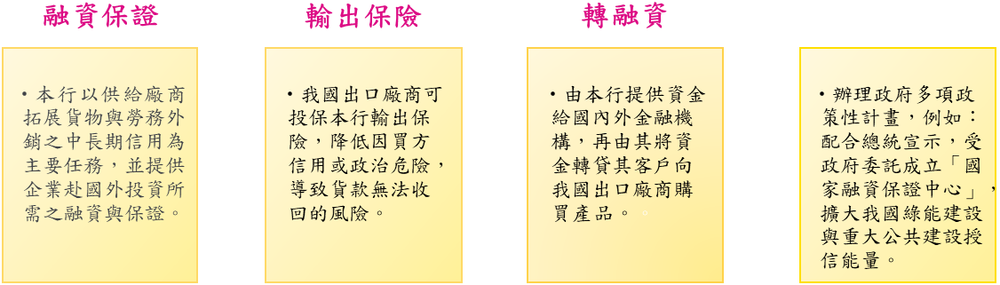 融資保證
•本行以供給廠商
拓展貨物與勞務外
銷之中長期信用為
主要任務，並提供
企業赴國外投資所
需之融資與保證。
輸出保險
•我國出口廠商可
投保本行輸出保
險，降低因買方
信用或政治危險，
導致貨款無法收
回的風險。
轉融資
•由本行提供資金
給國內外金融機
構，再由其將資
金轉貸其客戶向
我國出口廠商購
買產品。。
•辦理政府多項政
策性計畫，例如：
配合總統宣示，受
政府委託成立「國
家融資保證中心」，
擴大我國綠能建設
與重大公共建設授
信能量。